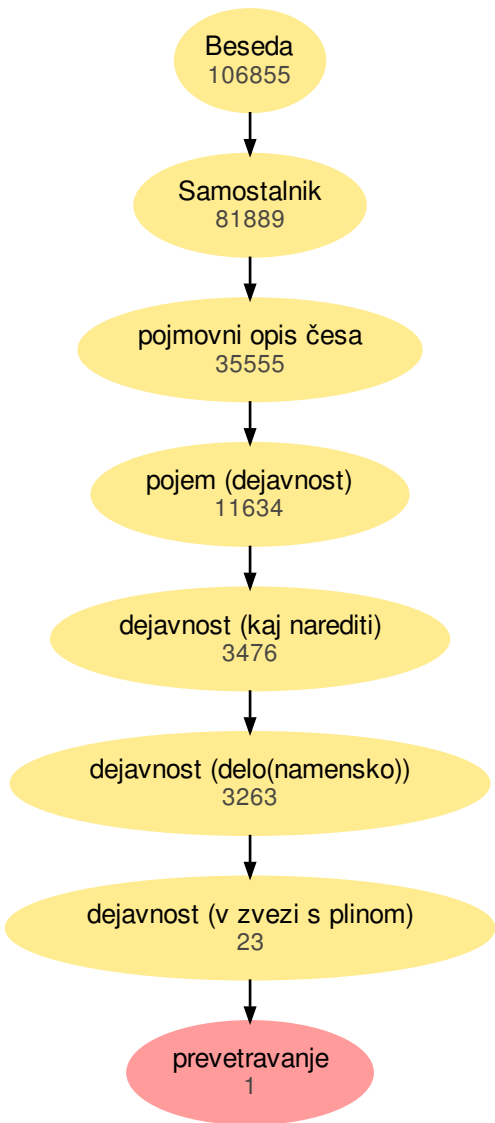 Beseda
106855
Samostalnik
81889
pojmovni opis česa
35555
pojem (dejavnost)
11634
dejavnost (kaj narediti)
3476
dejavnost (delo(namensko))
3263
dejavnost (v zvezi s plinom)
23
prevetravanje
1